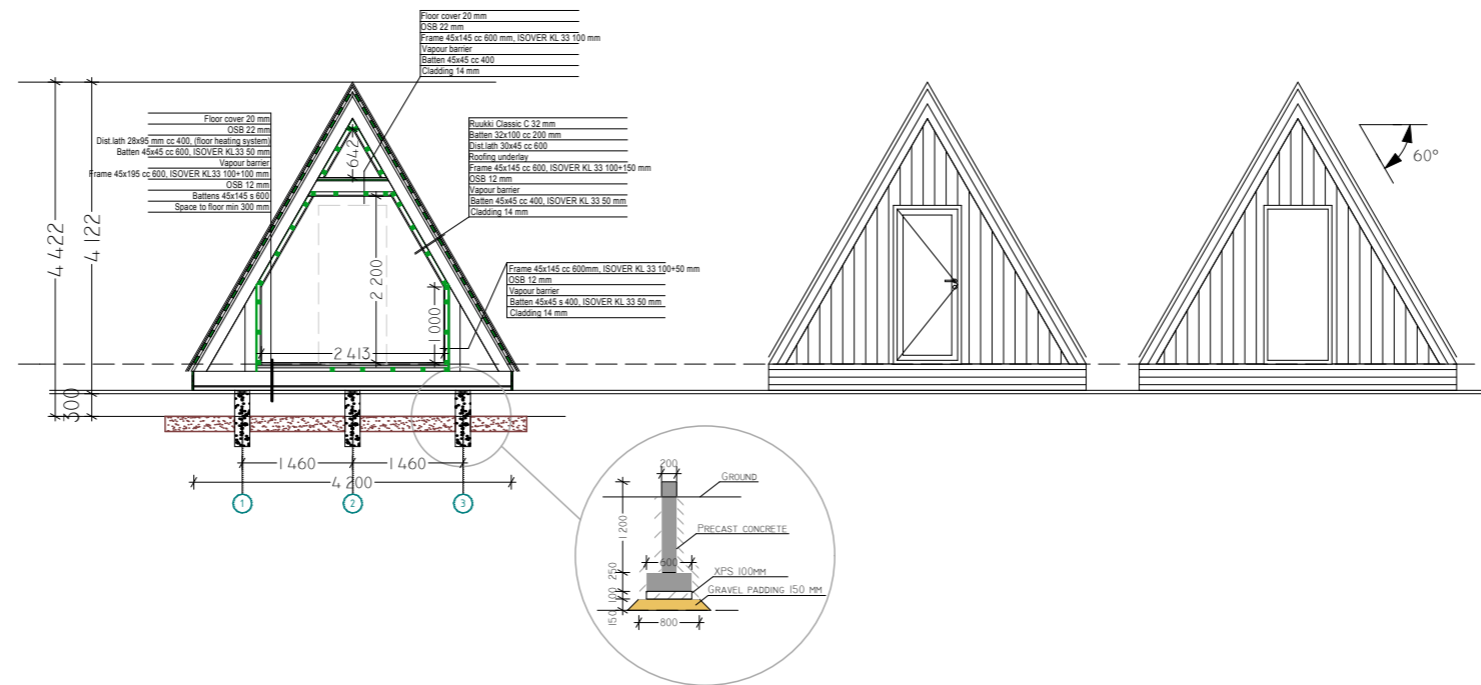 Floor cover 20 mm
OSB 22 mm
Frame 45x145 cc 600 mm, ISOVER KL 33 100 mm
Vapour barrier
Batten 45x45 cc 400
Cladding 14 mm
Floor cover 20 mm
OSB 22 mm
Dist.lath 28x95 mm cc 400, (floor heating system)
Batten 45x45 cc 600, ISOVER KL33 50 mm
Vapour barrier
Frame 45x195 cc 600, ISOVER KL33 100+100 mm
OSB 12 mm
Battens 45x145 s 600
Space to floor min 300 mm
Ruukki Classic C 32 mm
Batten 32x100 cc 200 mm
Dist.lath 30x45 cc 600
Roofing underlay
Frame 45x145 cc 600, ISOVER KL 33 100+150 mm
OSB 12 mm
Vapour barrier
Batten 45x45 cc 400, ISOVER KL 33 50 mm
Cladding 14 mm
Frame 45x145 cc 600mm, ISOVER KL 33 100+50 mm
OSB 12 mm
Vapour barrier
Batten 45x45 s 400, ISOVER KL 33 50 mm
Cladding 14 mm
4 422
4 122
300
642
2 200
1 000
2 413
1 460
1 460
4 200
1
2
3
60°
200
GROUND
1 200
PRECAST CONCRETE
600
250
XPS 100MM
100
GRAVEL PADDING 150 MM
150
800